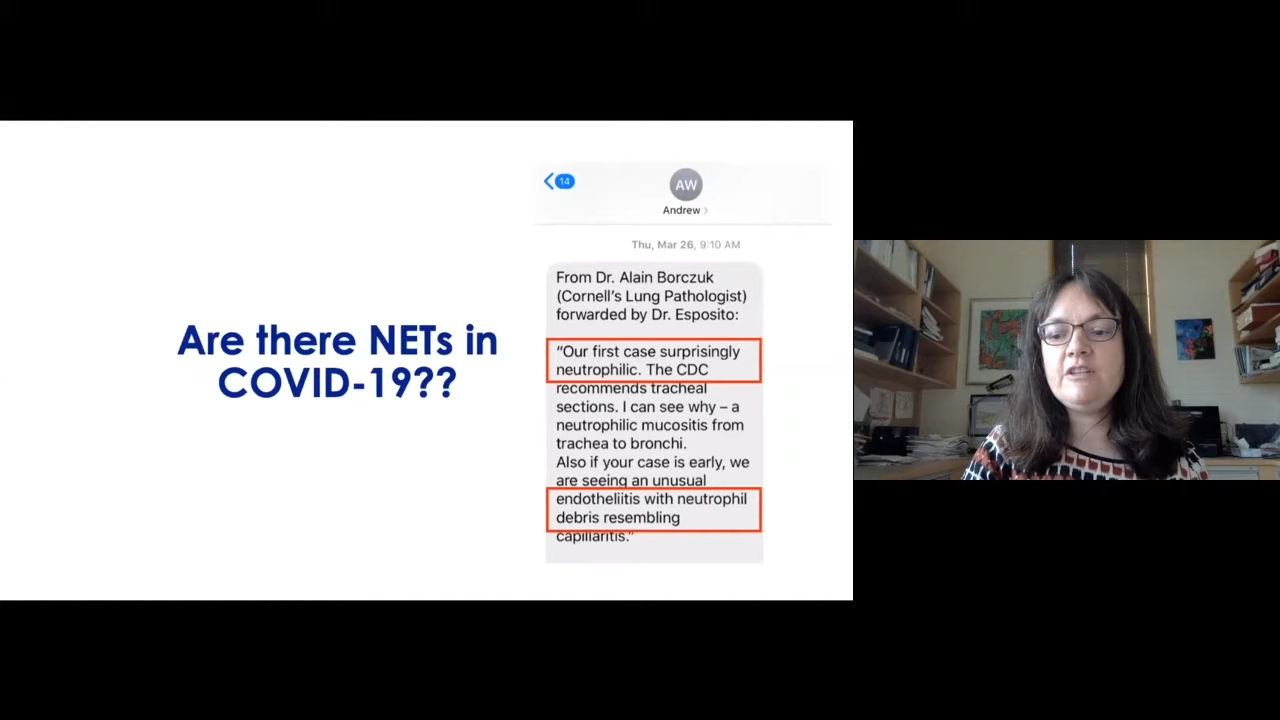 Are there NETs in
COVID-19??
14
AW
Andrew
Thu, Mar 26, 9:10 AM
From Dr. Alain Borczuk
(Cornell's Lung Pathologist)
forwarded by Dr. Esposito:
“Our first case surprisingly
neutrophilic. The CDC
recommends tracheal
sections. I can see why – a
neutrophilic mucositis from
trachea to bronchi.
Also if your case is early, we
are seeing an unusual
endotheliitis with neutrophil
debris resembling
capillaritis.”